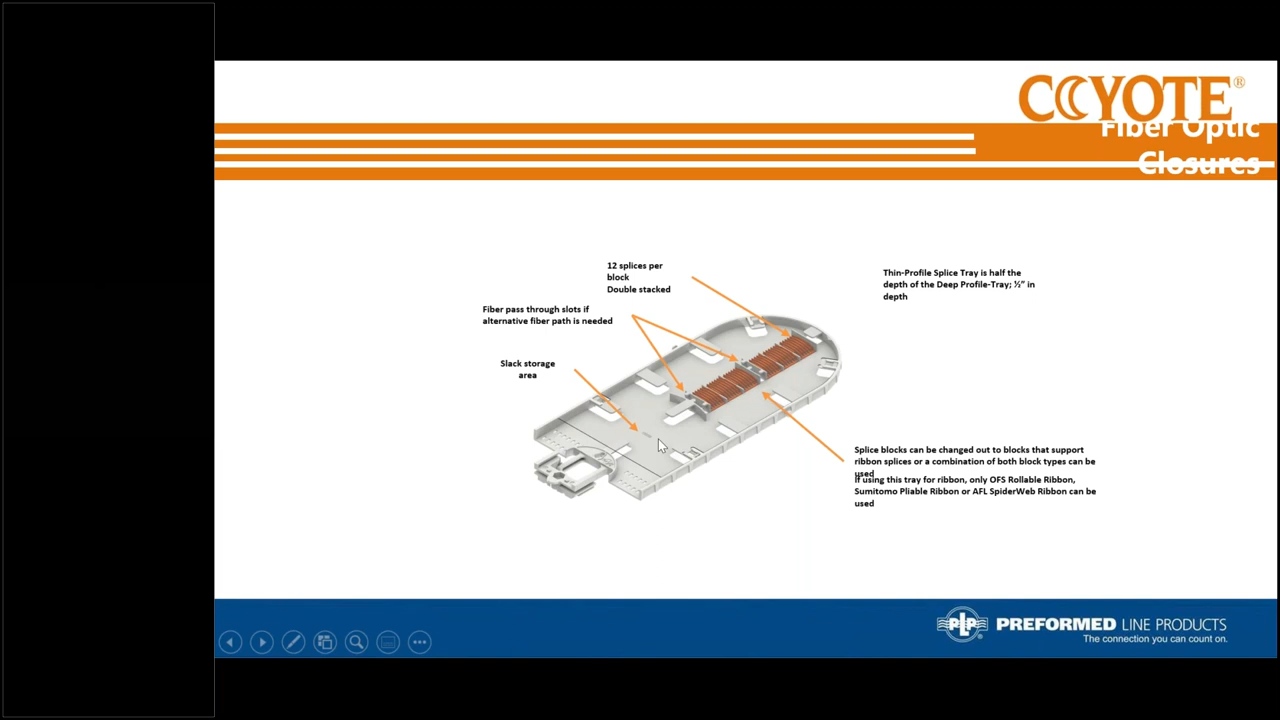 COYOTE®
Fiber Optic
Closures
12 splices per
block
Double stacked
Thin-Profile Splice Tray is half the
depth of the Deep Profile-Tray; ½” in
depth
Fiber pass through slots if
alternative fiber path is needed
Slack storage
area
Splice blocks can be changed out to blocks that support
ribbon splices or a combination of both block types can be
used
If using this tray for ribbon, only OFS Rollable Ribbon,
Sumitomo Pliable Ribbon or AFL SpiderWeb Ribbon can be
used
PLP®
PREFORMED LINE PRODUCTS
The connection you can count on.